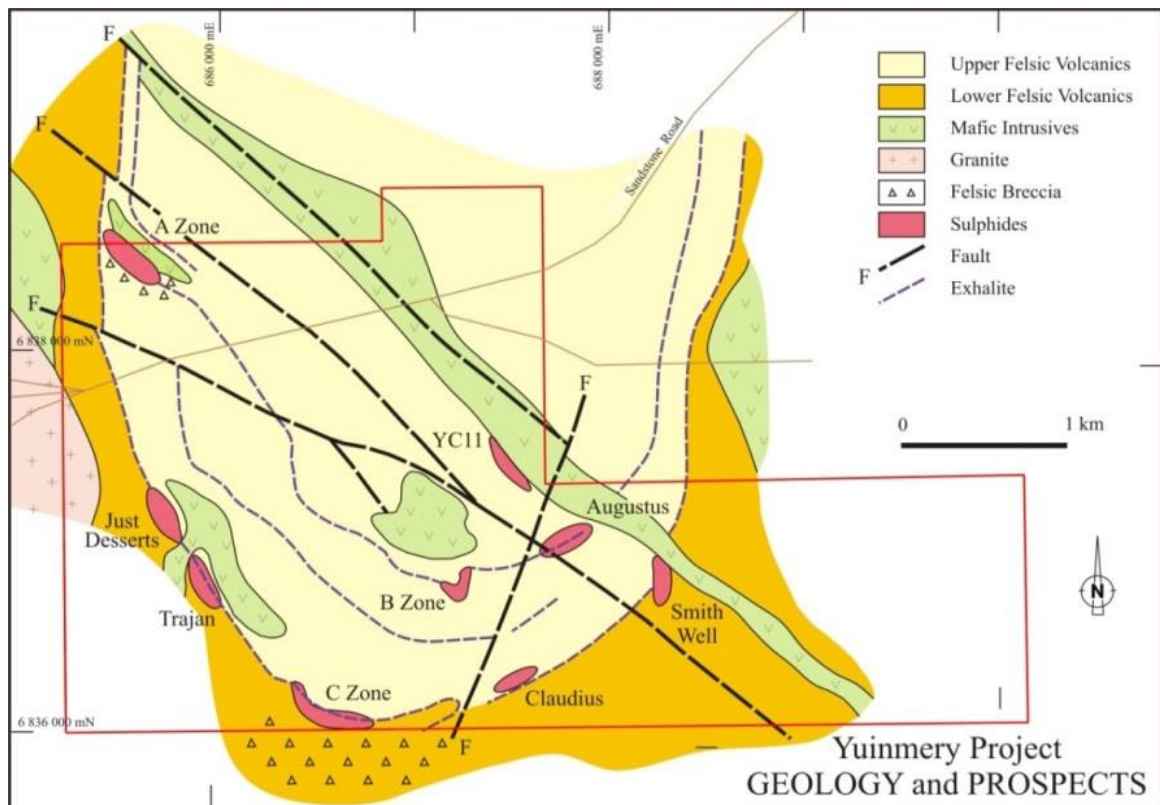 F
686 000 mE
688 000 mE
Sandstone Road
Upper Felsic Volcanics
Lower Felsic Volcanics
Mafic Intrusives
Granite
Felsic Breccia
Sulphides
F
Fault
Exhalite
F
A Zone
F
6 838 000 mN
F
0
1 km
YC11
Augustus
Just
Desserts
B Zone
Trajan
Smith
Well
N
C Zone
Claudius
6 836 000 mN
F
Yuinmery Project
GEOLOGY and PROSPECTS